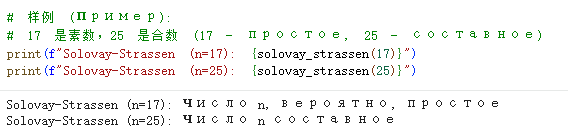 # 样例 (Пример):
# 17 是素数，25 是合数 (17 - простое, 25 - составное)
print(f"Solovay-Strassen (n=17): {solovay_strassen(17)}")
print(f"Solovay-Strassen (n=25): {solovay_strassen(25)}")
Solovay-Strassen (n=17): Число n, вероятно, простое
Solovay-Strassen (n=25): Число n составное